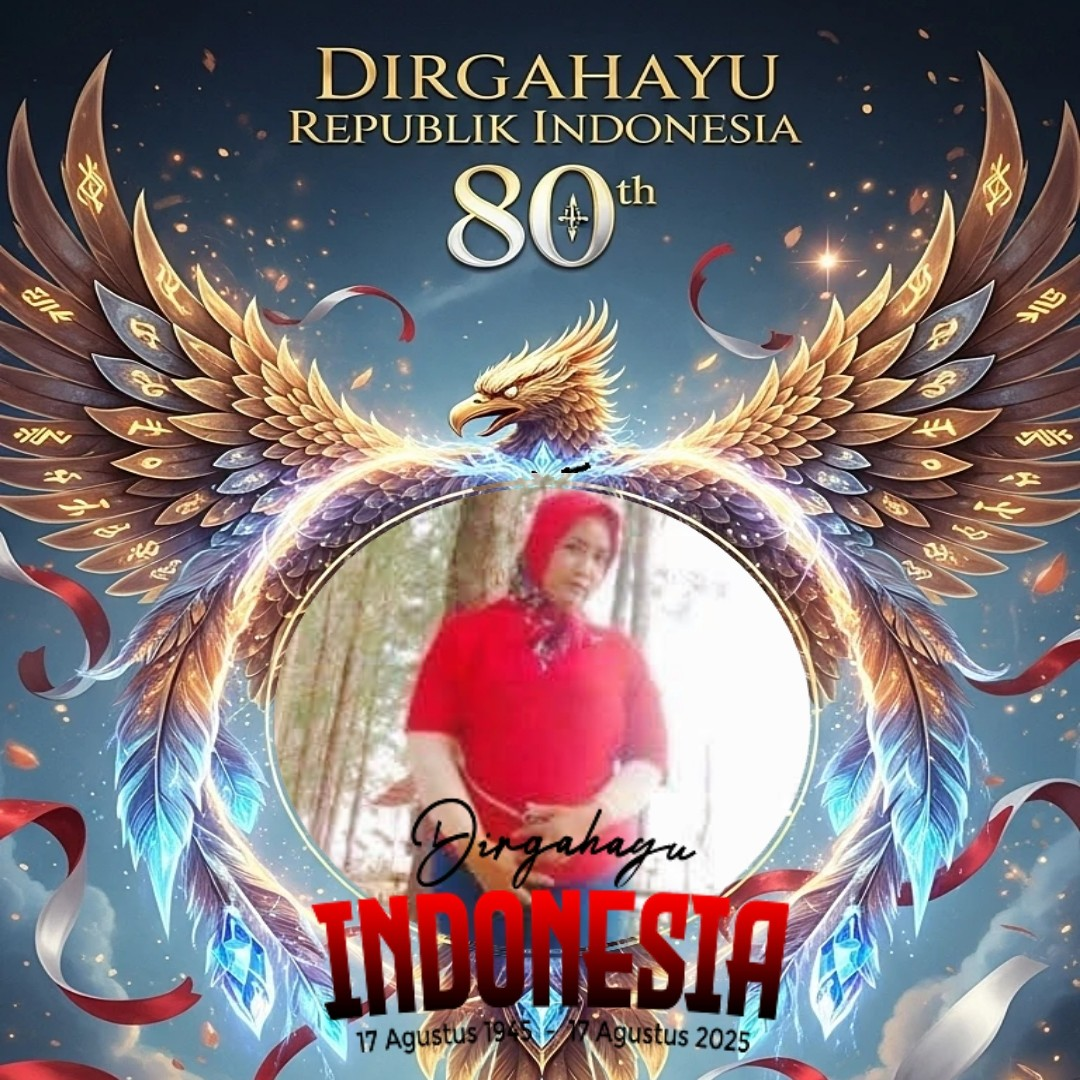 DIRGAHAYU
REPUBLIK INDONESIA
80th
Dirgahayu
INDONESIA
17 Agustus 1945 - 17 Agustus 2025